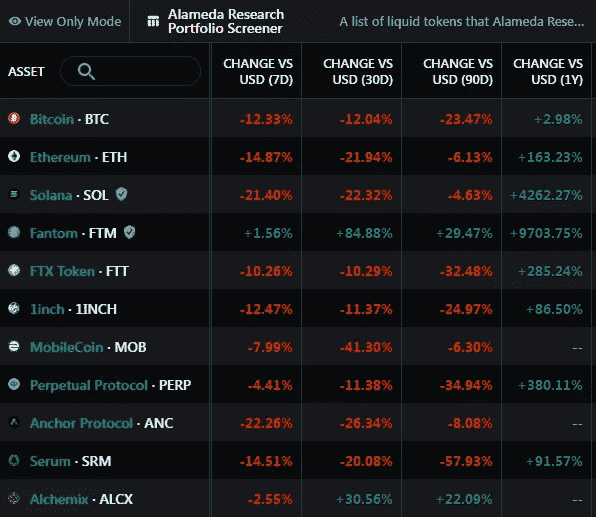 View Only Mode
Alameda Research
Portfolio Screener
A list of liquid tokens that Alameda Rese...
ASSET
CHANGE VS
USD (7D)
CHANGE VS
USD (30D)
CHANGE VS
USD (90D)
CHANGE VS
USD (1Y)
Bitcoin · BTC -12.33% -12.04% -23.47% +2.98%
Ethereum · ETH -14.87% -21.94% -6.13% +163.23%
Solana · SOL -21.40% -22.32% -4.63% +4262.27%
Fantom · FTM +1.56% +84.88% +29.47% +9703.75%
FTX Token · FTT -10.26% -10.29% -32.48% +285.24%
1inch · 1INCH -12.47% -11.37% -24.97% +86.50%
MobileCoin · MOB -7.99% -41.30% -6.30% --
Perpetual Protocol · PERP -4.41% -11.38% -34.94% +380.11%
Anchor Protocol · ANC -22.26% -26.34% -8.08% --
Serum · SRM -14.51% -20.08% -57.93% +91.57%
Alchemix · ALCX -2.55% +30.56% +22.09% --